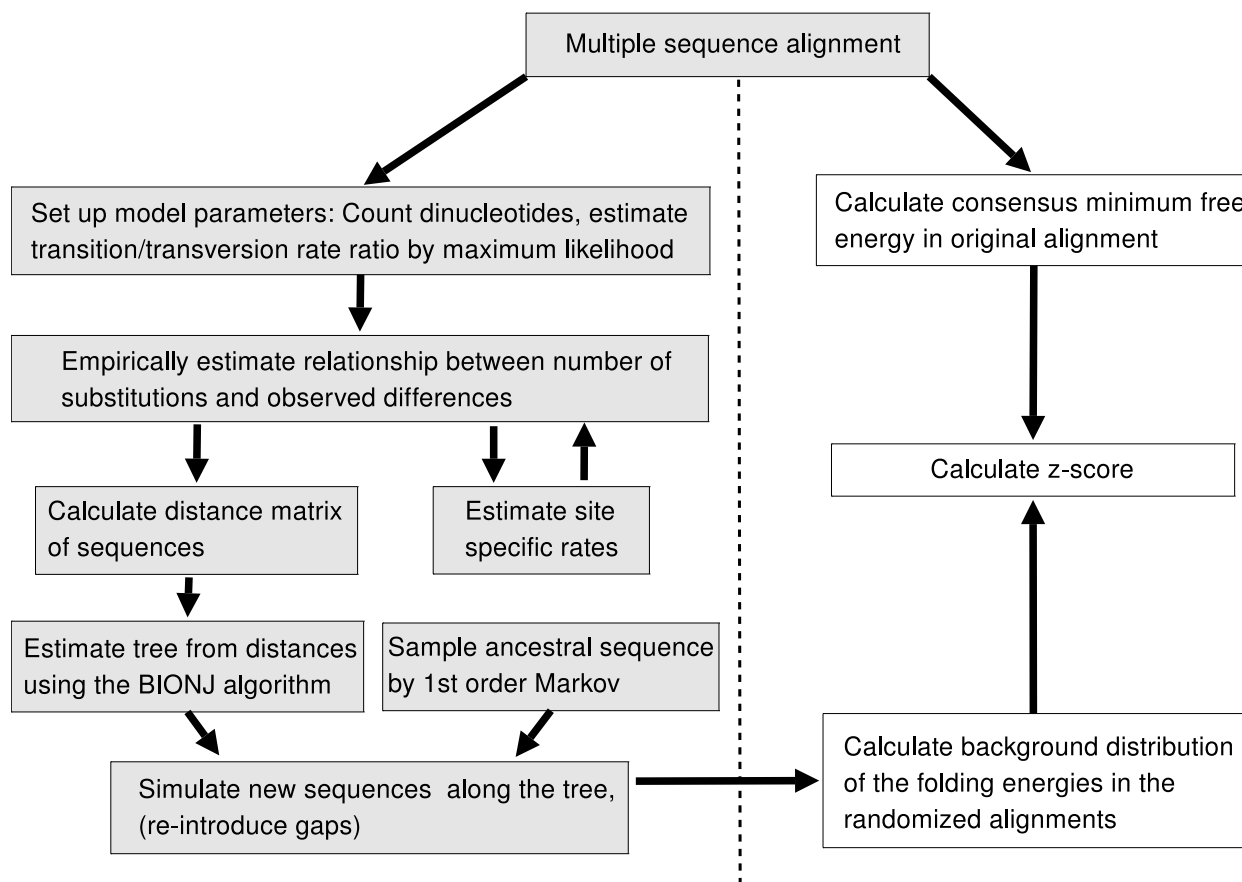 Multiple sequence alignment
Set up model parameters: Count dinucleotides, estimate
transition/transversion rate ratio by maximum likelihood
Calculate consensus minimum free
energy in original alignment
Empirically estimate relationship between number of
substitutions and observed differences
Calculate z-score
Calculate distance matrix
of sequences
Estimate site
specific rates
Estimate tree from distances
using the BIONJ algorithm
Sample ancestral sequence
by 1st order Markov
Simulate new sequences along the tree,
(re-introduce gaps)
Calculate background distribution
of the folding energies in the
randomized alignments